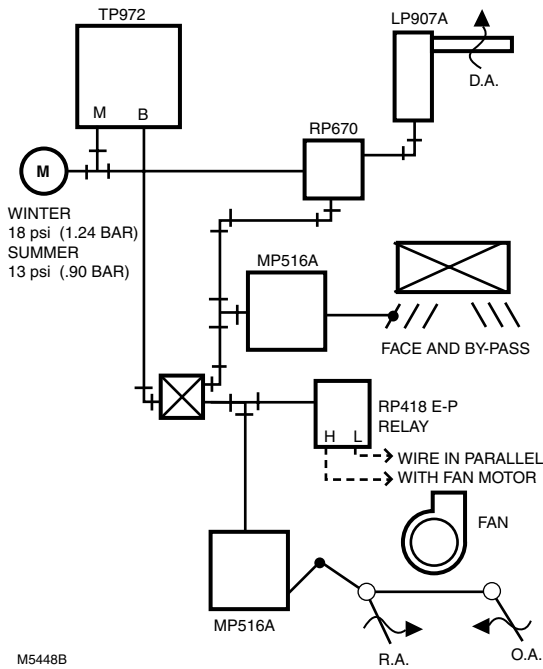 TP972
LP907A
D.A.
M
B
RP670
M
WINTER
18 psi (1.24 BAR)
SUMMER
13 psi (.90 BAR)
MP516A
FACE AND BY-PASS
RP418 E-P
RELAY
H
L
WIRE IN PARALLEL
WITH FAN MOTOR
FAN
MP516A
R.A.
O.A.
M5448B